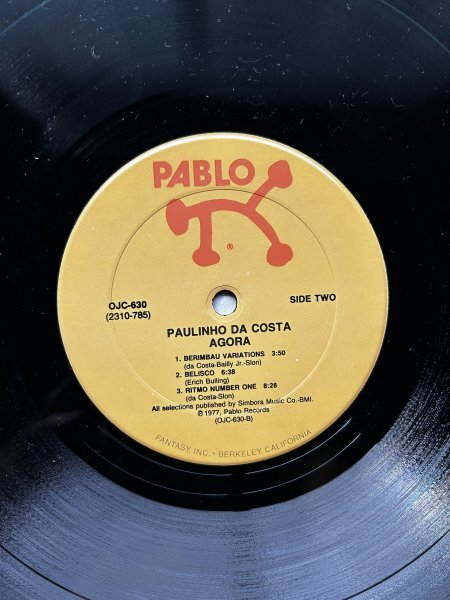 PABLO
®
OJC-630
(2310-785)
SIDE TWO
PAULINHO DA COSTA
AGORA
1. BERIMBAU VARIATIONS 3:50
(da Costa-Bailly Jr.-Slon)
2. BELISCO 6:38
(Erich Bulling)
3. RITMO NUMBER ONE 8:28
(da Costa-Slon)
All selections published by Simbora Music Co.-BMI.
℗1977, Pablo Records
(OJC-630-B)
FANTASY, INC. • BERKELEY CALIFORNIA